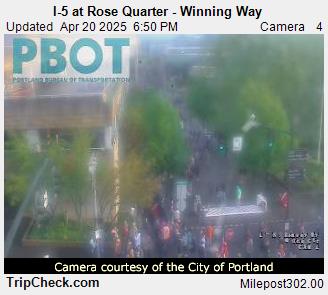 I-5 at Rose Quarter - Winning Way
Updated Apr 20 2025 6:50 PM Camera 4
PBOT
PORTLAND BUREAU OF TRANSPORTATION
Camera courtesy of the City of Portland
TripCheck.com Milepost302.00